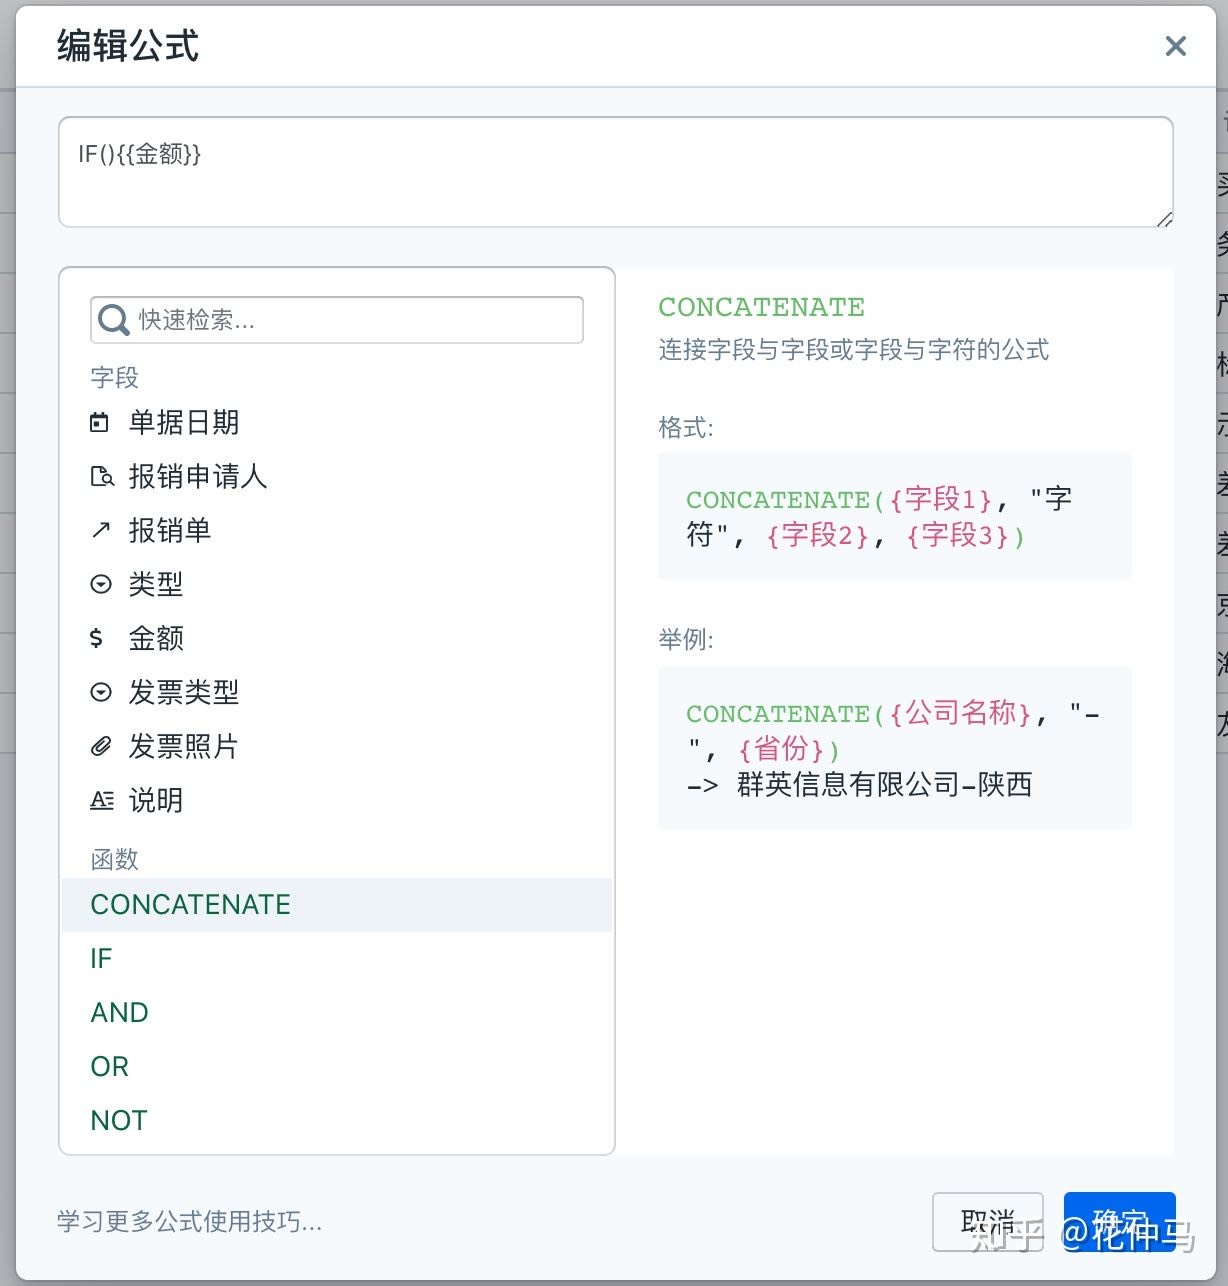 编辑公式
IF(){{金额}}
快速检索...
字段
单据日期
报销申请人
报销单
类型
金额
发票类型
发票照片
说明
函数
CONCATENATE
IF
AND
OR
NOT
CONCATENATE
连接字段与字段或字段与字符的公式
格式:
CONCATENATE({字段1}, "字
符", {字段2}, {字段3})
举例:
CONCATENATE({公司名称}, "-
", {省份})
-> 群英信息有限公司-陕西
学习更多公式使用技巧...
取消
确定
知乎 @花仲马